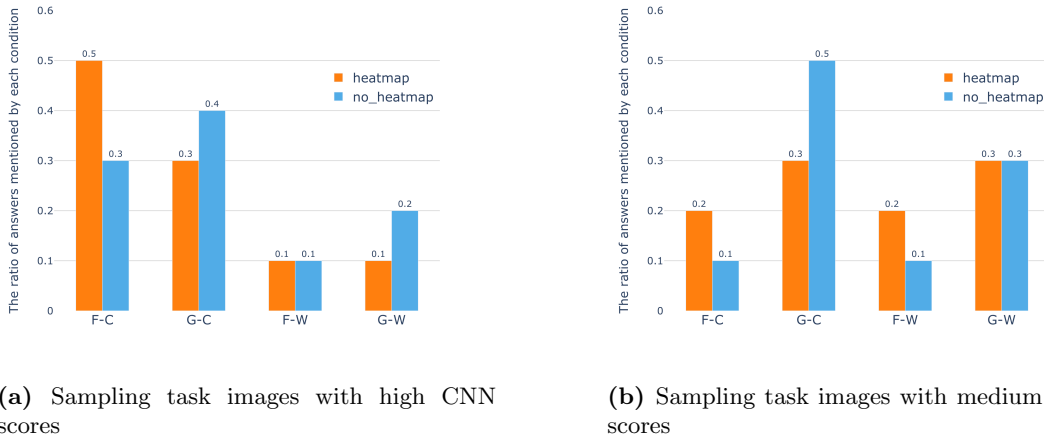 The ratio of answers mentioned by each condition
0.6
0.5
0.4
0.3
0.2
0.1
0
0.5
0.3
0.3
0.4
0.1
0.1
0.1
0.2
F-C
G-C
F-W
G-W
heatmap
no_heatmap
(a) Sampling task images with high CNN
scores
The ratio of answers mentioned by each condition
0.6
0.5
0.4
0.3
0.2
0.1
0
0.2
0.1
0.3
0.5
0.2
0.1
0.3
0.3
F-C
G-C
F-W
G-W
heatmap
no_heatmap
(b) Sampling task images with medium
scores